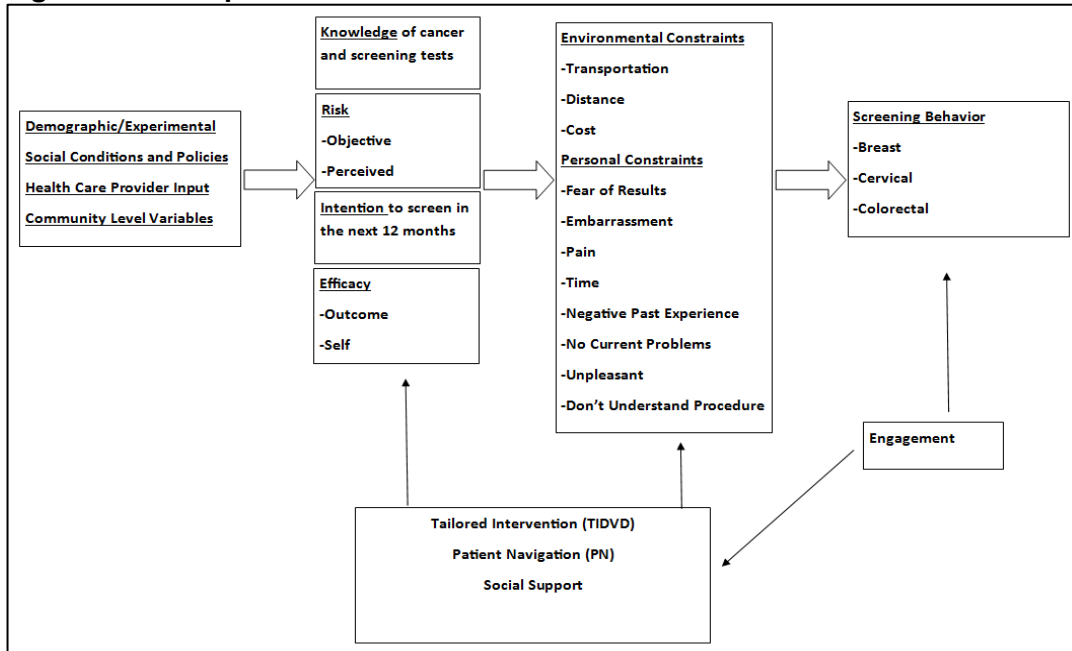 Demographic/Experimental
Social Conditions and Policies
Health Care Provider Input
Community Level Variables
Knowledge of cancer
and screening tests
Risk
-Objective
-Perceived
Intention to screen in
the next 12 months
Efficacy
-Outcome
-Self
Environmental Constraints
-Transportation
-Distance
-Cost
Personal Constraints
-Fear of Results
-Embarrassment
-Pain
-Time
-Negative Past Experience
-No Current Problems
-Unpleasant
-Don’t Understand Procedure
Screening Behavior
-Breast
-Cervical
-Colorectal
Engagement
Tailored Intervention (TIDVD)
Patient Navigation (PN)
Social Support